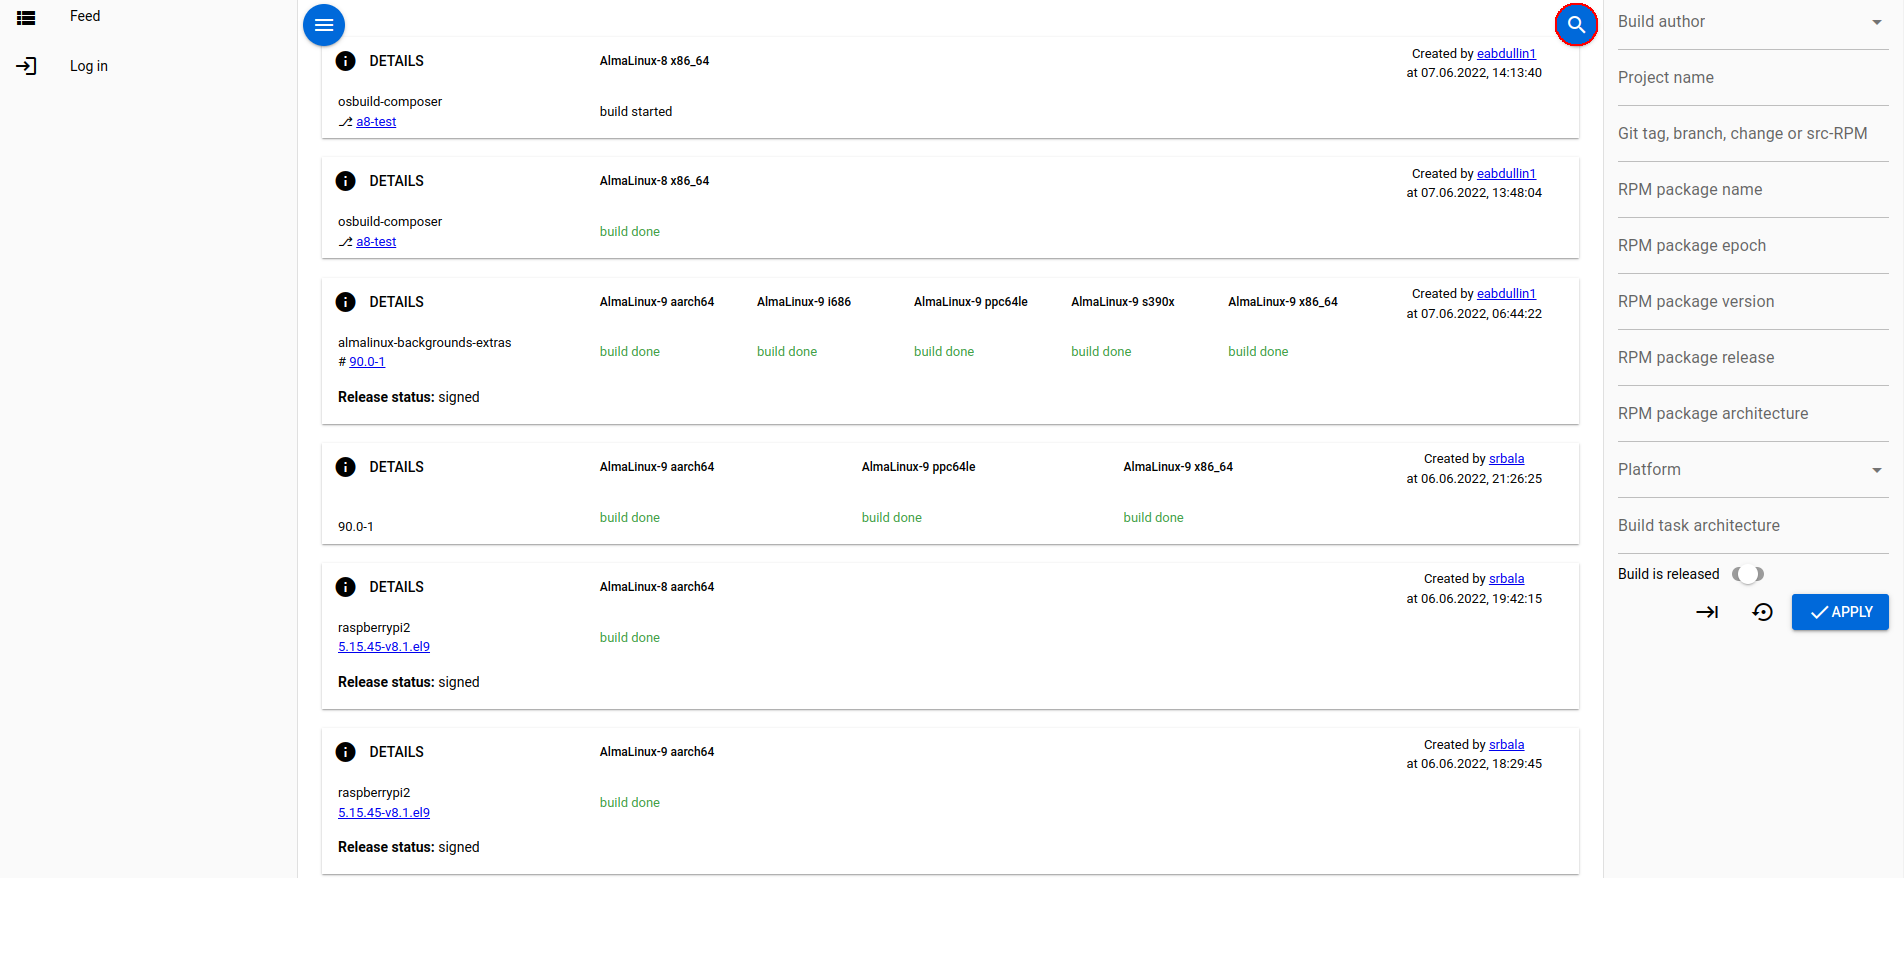 Feed
Log in
DETAILS
AlmaLinux-8 x86_64
Created by eabdullin1
at 07.06.2022, 14:13:40
osbuild-composer
a8-test
build started
DETAILS
AlmaLinux-8 x86_64
Created by eabdullin1
at 07.06.2022, 13:48:04
osbuild-composer
a8-test
build done
DETAILS
AlmaLinux-9 aarch64 AlmaLinux-9 i686 AlmaLinux-9 ppc64le AlmaLinux-9 s390x AlmaLinux-9 x86_64
Created by eabdullin1
at 07.06.2022, 06:44:22
almalinux-backgrounds-extras
# 90.0-1
build done build done build done build done build done
Release status: signed
DETAILS
AlmaLinux-9 aarch64 AlmaLinux-9 ppc64le AlmaLinux-9 x86_64
Created by srbala
at 06.06.2022, 21:26:25
90.0-1
build done build done build done
DETAILS
AlmaLinux-8 aarch64
Created by srbala
at 06.06.2022, 19:42:15
raspberrypi2
5.15.45-v8.1.el9
build done
Release status: signed
DETAILS
AlmaLinux-9 aarch64
Created by srbala
at 06.06.2022, 18:29:45
raspberrypi2
5.15.45-v8.1.el9
build done
Release status: signed
Build author
Project name
Git tag, branch, change or src-RPM
RPM package name
RPM package epoch
RPM package version
RPM package release
RPM package architecture
Platform
Build task architecture
Build is released
APPLY